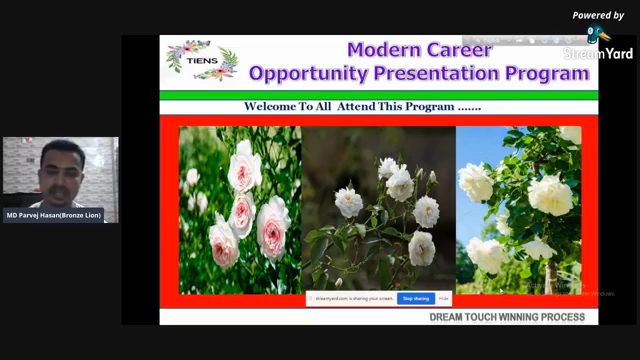 Powered by
StreamYard
TIENS
Modern Career
Opportunity Presentation Program
Welcome To All Attend This Program .......
MD Parvej Hasan(Bronze Lion)
streamyard.com is sharing your screen.
Stop sharing
Hide
DREAM TOUCH WINNING PROCESS